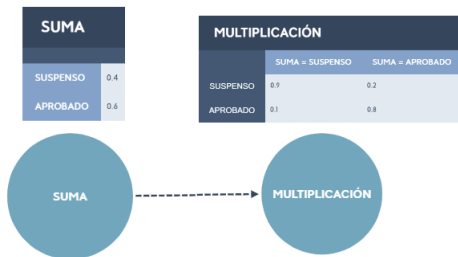 SUMA
SUSPENSO 0.4
APROBADO 0.6
MULTIPLICACIÓN
SUMA = SUSPENSO SUMA = APROBADO
SUSPENSO 0.9 0.2
APROBADO 0.1 0.8
SUMA
MULTIPLICACIÓN